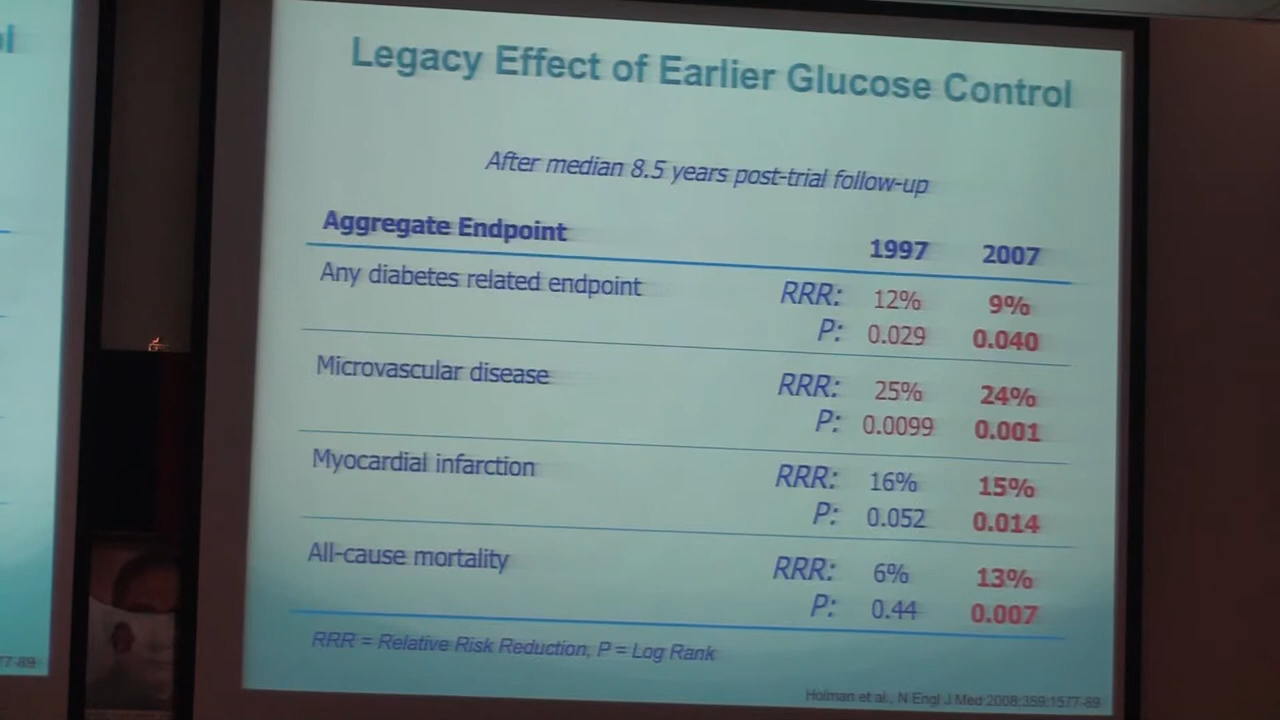 Legacy Effect of Earlier Glucose Control
After median 8.5 years post-trial follow-up
Aggregate Endpoint 1997 2007
Any diabetes related endpoint RRR: 12% 9%
P: 0.029 0.040
Microvascular disease RRR: 25% 24%
P: 0.0099 0.001
Myocardial infarction RRR: 16% 15%
P: 0.052 0.014
All-cause mortality RRR: 6% 13%
P: 0.44 0.007
RRR = Relative Risk Reduction, P = Log Rank
Holman et al., N Engl J Med 2008;359:1577-89